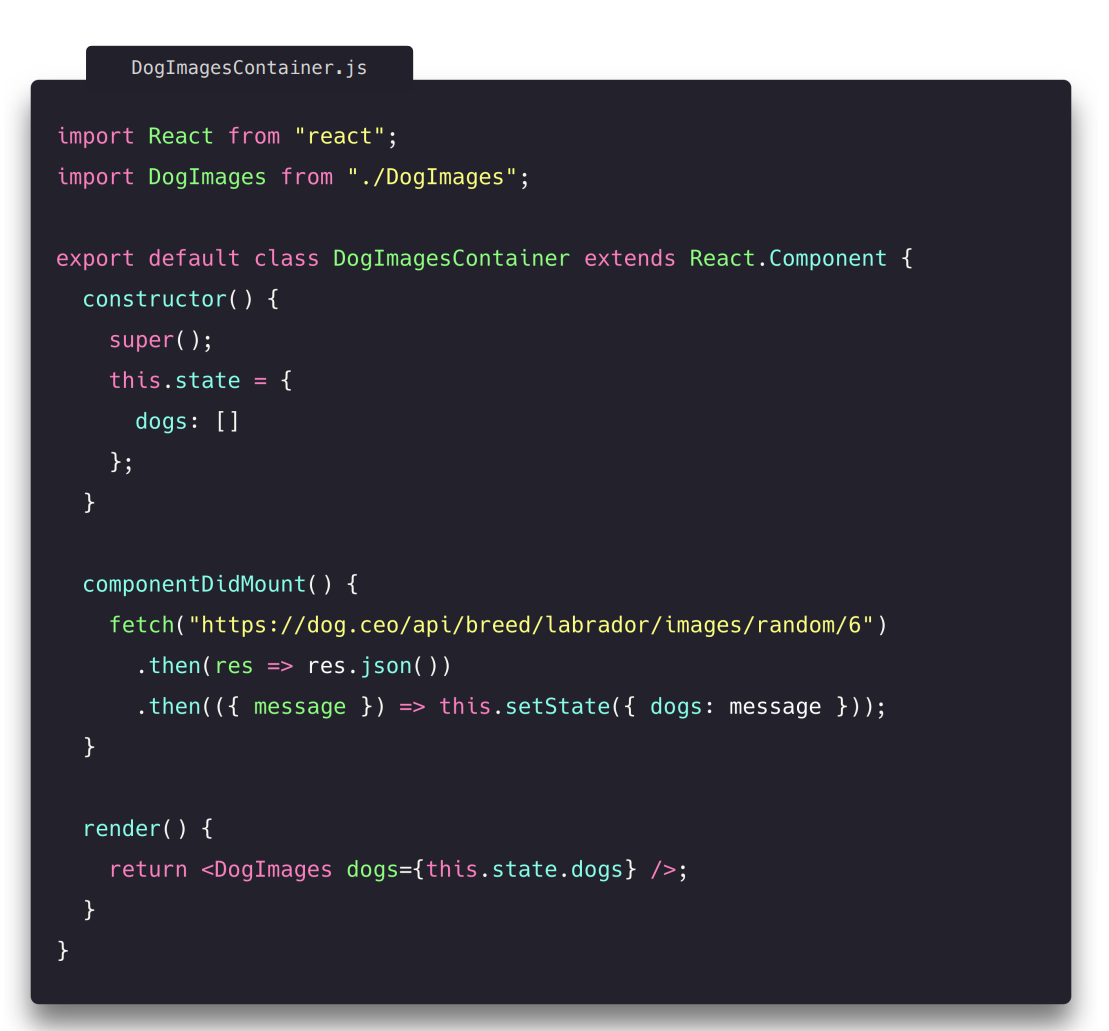 DogImagesContainer.js
import React from "react";
import DogImages from "./DogImages";
export default class DogImagesContainer extends React.Component {
  constructor() {
    super();
    this.state = {
      dogs: []
    };
  }
  componentDidMount() {
    fetch("https://dog.ceo/api/breed/labrador/images/random/6")
      .then(res => res.json())
      .then(({ message }) => this.setState({ dogs: message }));
  }
  render() {
    return <DogImages dogs={this.state.dogs} />;
  }
}